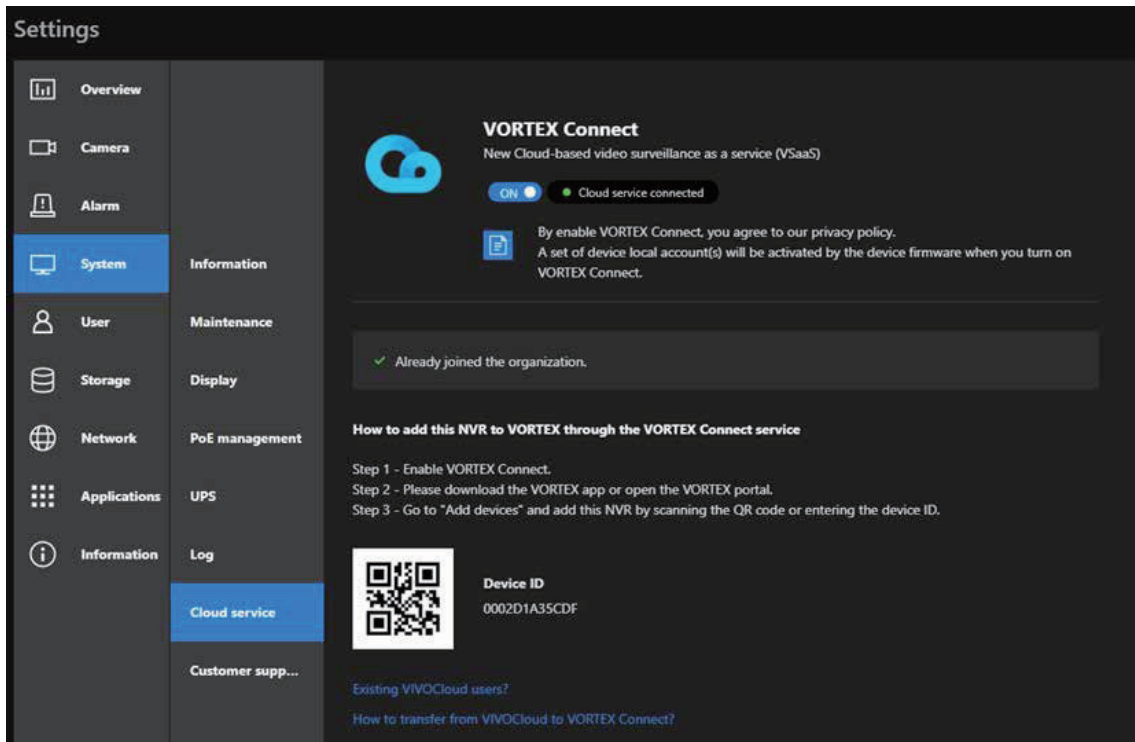 Settings
Overview
Camera
Alarm
System
User
Storage
Network
Applications
Information
Information
Maintenance
Display
PoE management
UPS
Log
Cloud service
Customer supp...
VORTEX Connect
New Cloud-based video surveillance as a service (VSaaS)
ON
Cloud service connected
By enable VORTEX Connect, you agree to our privacy policy.
A set of device local account(s) will be activated by the device firmware when you turn on
VORTEX Connect.
Already joined the organization.
How to add this NVR to VORTEX through the VORTEX Connect service
Step 1 - Enable VORTEX Connect.
Step 2 - Please download the VORTEX app or open the VORTEX portal.
Step 3 - Go to "Add devices" and add this NVR by scanning the QR code or entering the device ID.
Device ID
0002D1A35CDF
Existing VIVOCloud users?
How to transfer from VIVOCloud to VORTEX Connect?